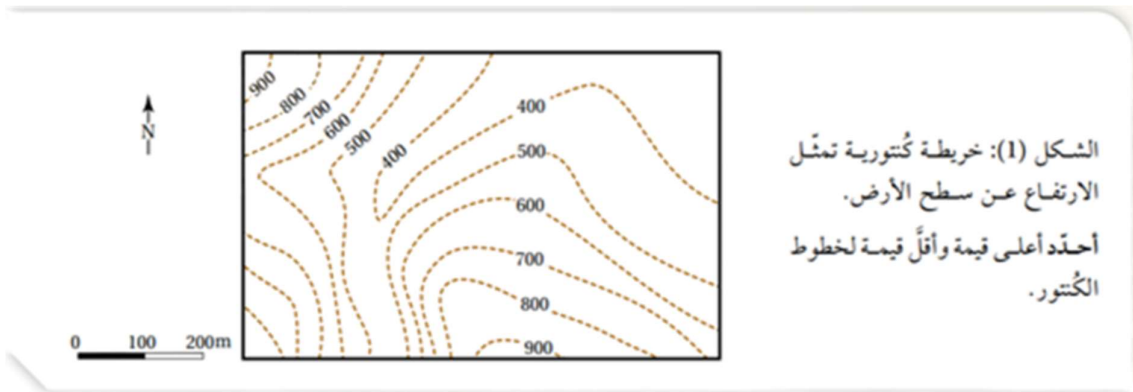 الشكل (1): خريطة كُنتورية تمثّل
الارتفاع عن سطح الأرض.
أحدّد أعلى قيمة وأقلَّ قيمة لخطوط
الكُنتور.
N
900
800
700
600
500
400
400
500
600
700
800
900
0 100 200m